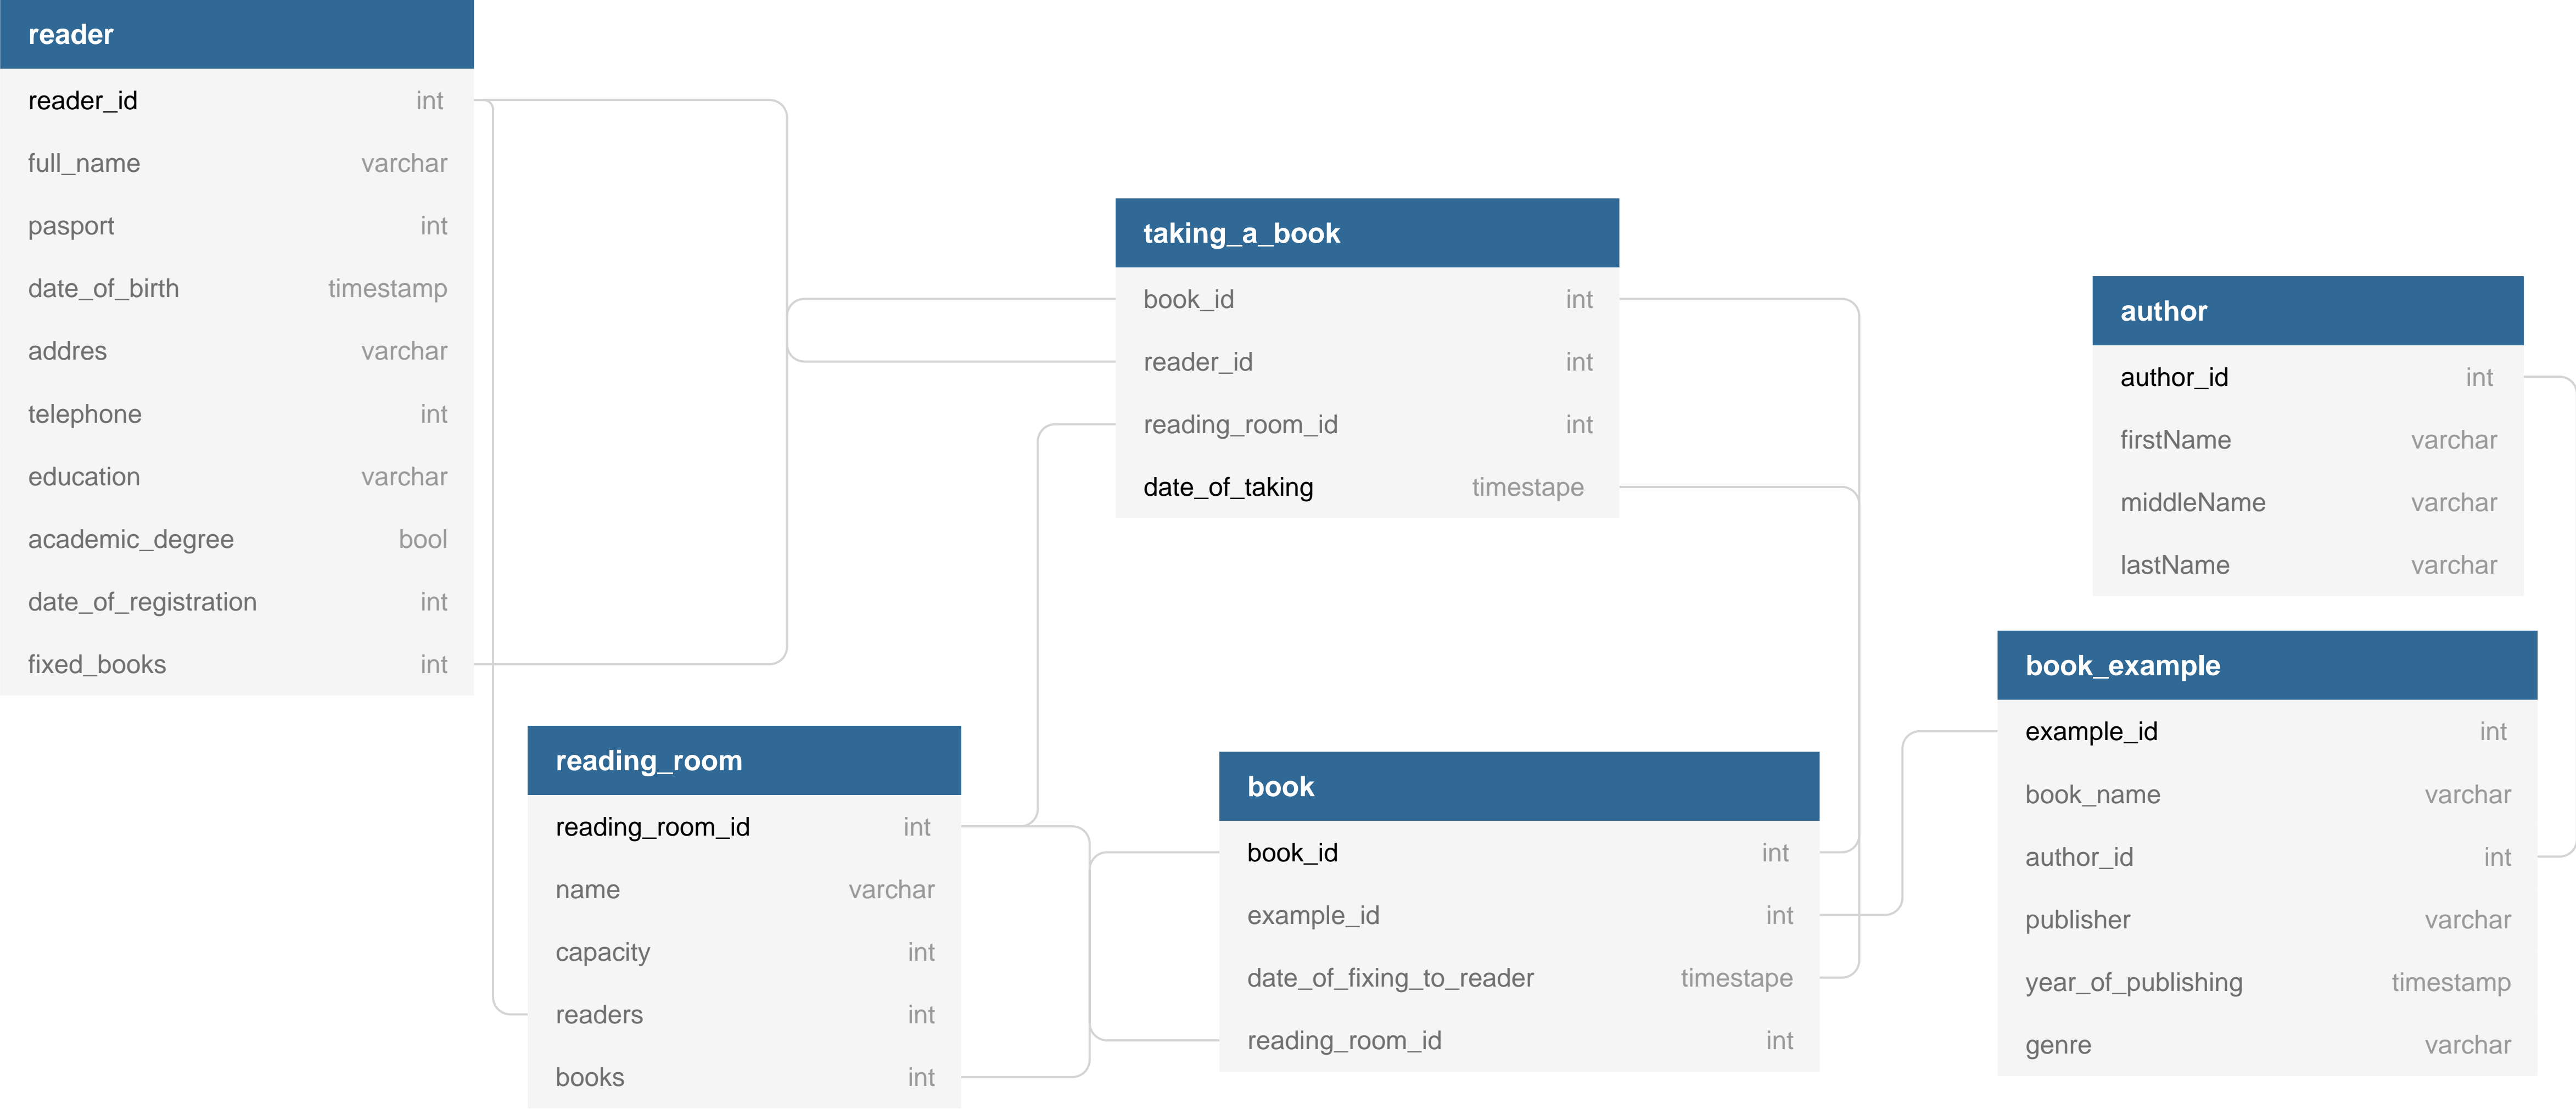 reader
reader_id int
full_name varchar
pasport int
date_of_birth timestamp
addres varchar
telephone int
education varchar
academic_degree bool
date_of_registration int
fixed_books int
taking_a_book
book_id int
reader_id int
reading_room_id int
date_of_taking timestape
author
author_id int
firstName varchar
middleName varchar
lastName varchar
reading_room
reading_room_id int
name varchar
capacity int
readers int
books int
book
book_id int
example_id int
date_of_fixing_to_reader timestape
reading_room_id int
book_example
example_id int
book_name varchar
author_id int
publisher varchar
year_of_publishing timestamp
genre varchar